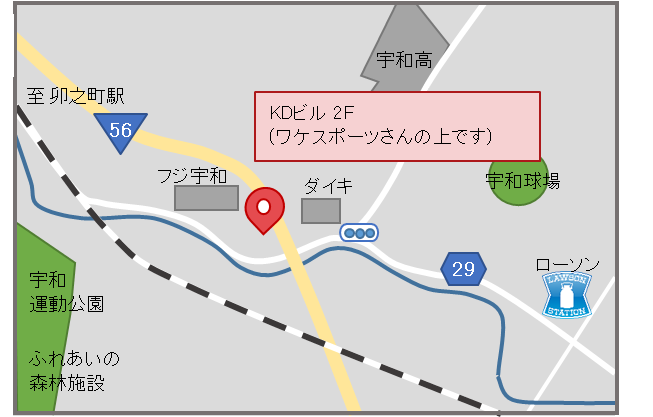 宇和高
KDビル 2F
(ワケスポーツさんの上です)
至 卯之町駅
56
フジ宇和
ダイキ
宇和球場
29
ローソン
LAWSON
STATION
宇和
運動公園
ふれあいの
森林施設